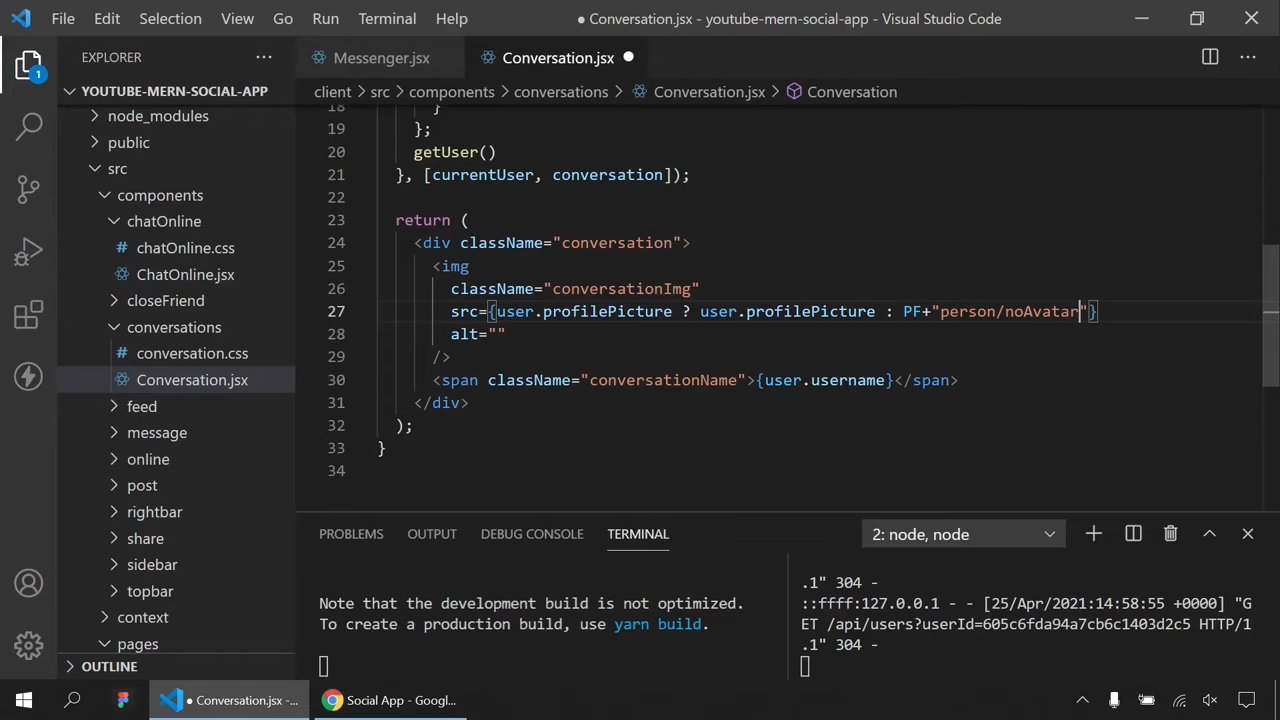 File Edit Selection View Go Run Terminal Help ● Conversation.jsx - youtube-mern-social-app - Visual Studio Code
EXPLORER
Messenger.jsx Conversation.jsx
YOUTUBE-MERN-SOCIAL-APP
client > src > components > conversations > Conversation.jsx > Conversation
node_modules
public
src
components
chatOnline
chatOnline.css
ChatOnline.jsx
closeFriend
conversations
conversation.css
Conversation.jsx
feed
message
online
post
rightbar
share
sidebar
topbar
context
pages
OUTLINE
1
18 }
19 };
20 getUser()
21 }, [currentUser, conversation]);
22
23 return (
24 <div className="conversation">
25 <img
26 className="conversationImg"
27 src={user.profilePicture ? user.profilePicture : PF+"person/noAvatar"}
28 alt=""
29 />
30 <span className="conversationName">{user.username}</span>
31 </div>
32 );
33 }
34
PROBLEMS OUTPUT DEBUG CONSOLE TERMINAL 2: node, node
Note that the development build is not optimized.
To create a production build, use yarn build.
.1" 304 -
::ffff:127.0.0.1 - - [25/Apr/2021:14:58:55 +0000] "G
ET /api/users?userId=605c6fda94a7cb6c1403d2c5 HTTP/1
.1" 304 -
● Conversation.jsx -... Social App - Googl...